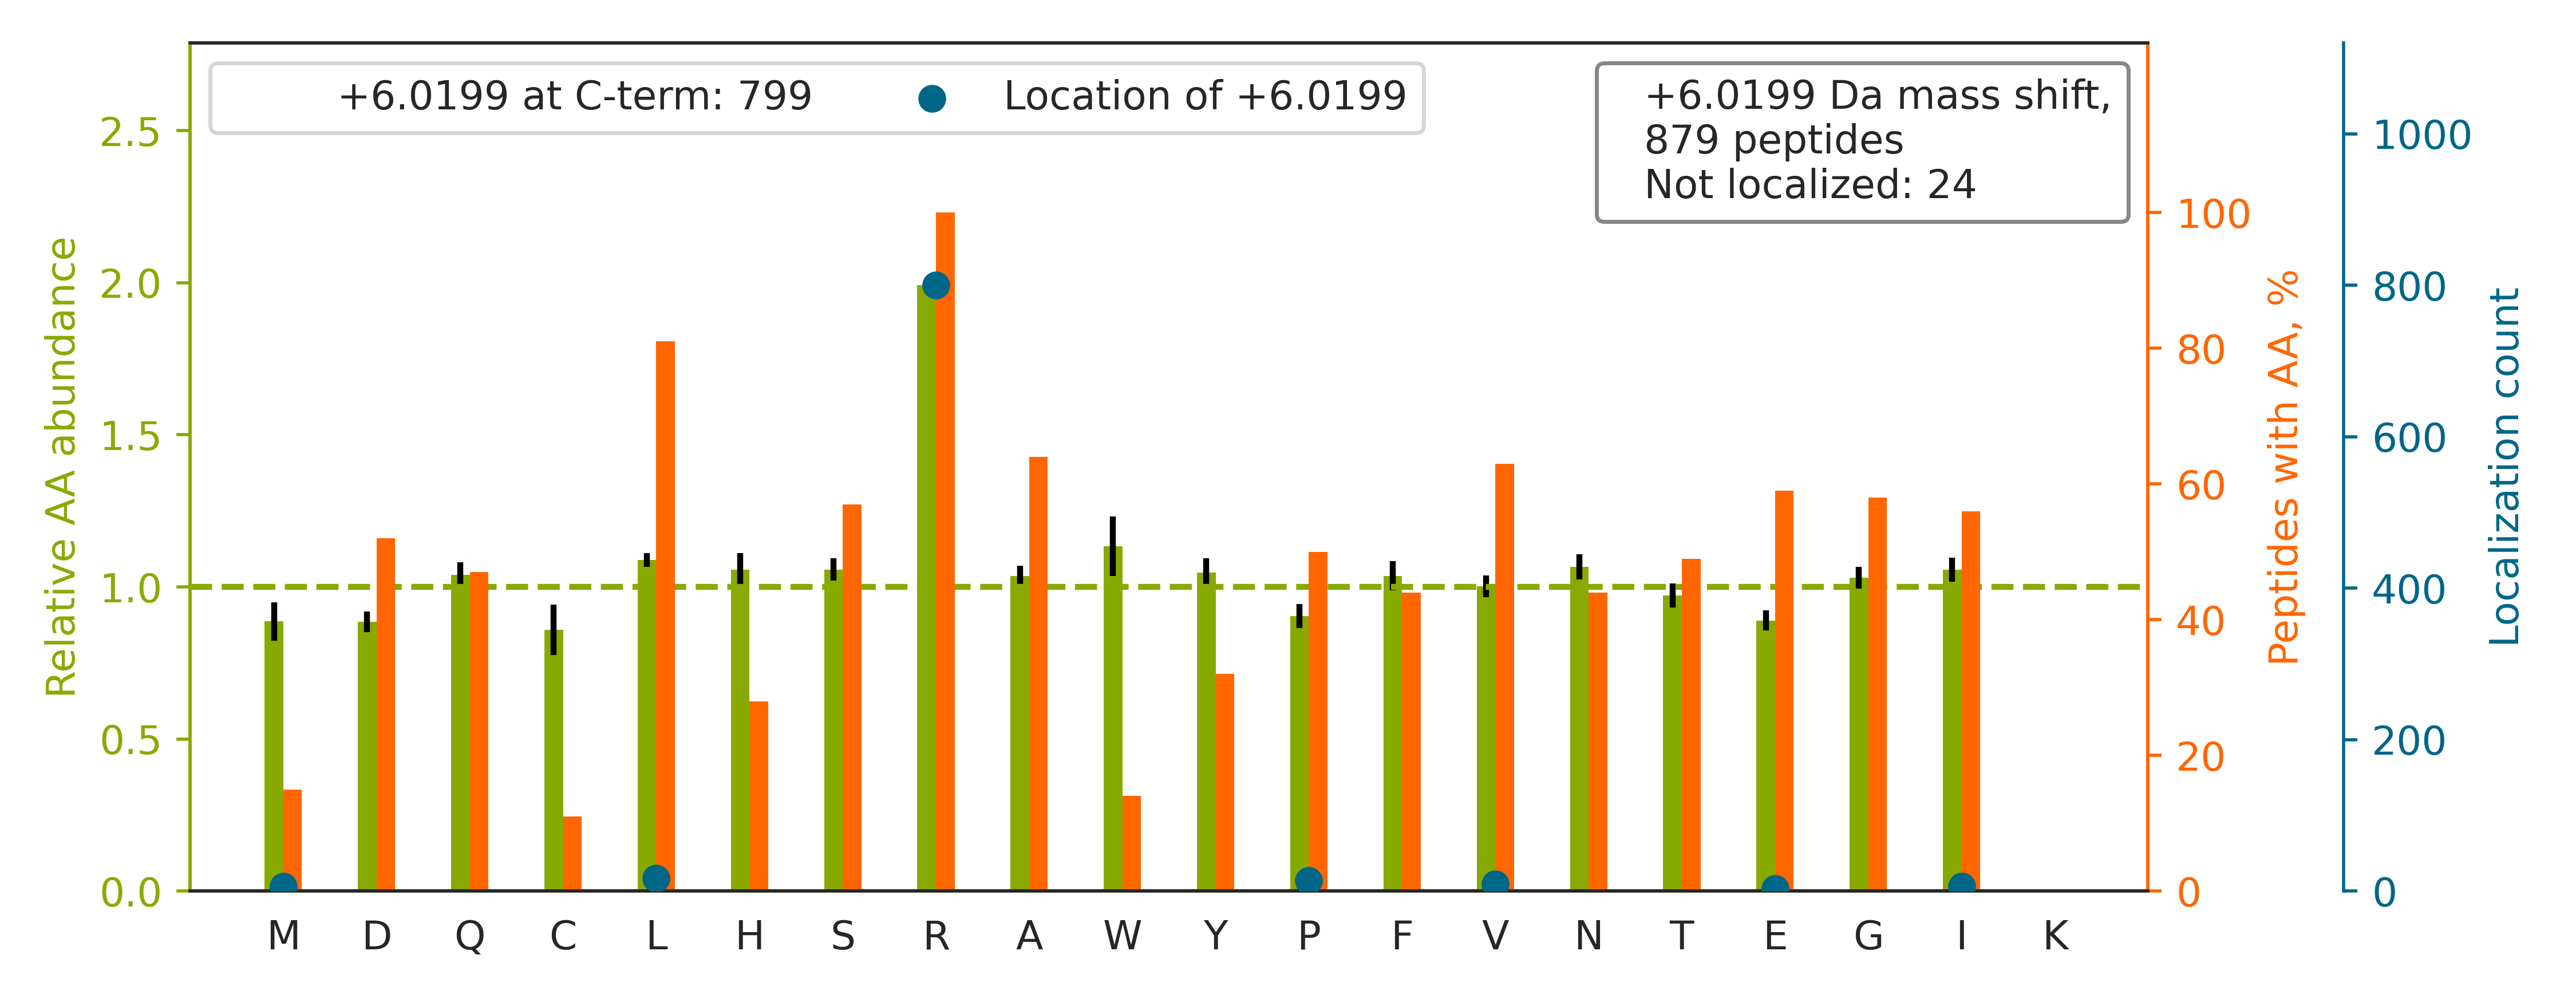 +6.0199 at C-term: 799
Location of +6.0199
+6.0199 Da mass shift,
879 peptides
Not localized: 24
Relative AA abundance
2.5
2.0
1.5
1.0
0.5
0.0
M D Q C L H S R A W Y P F V N T E G I K
100
80
60
40
20
0
Peptides with AA, %
1000
800
600
400
200
0
Localization count